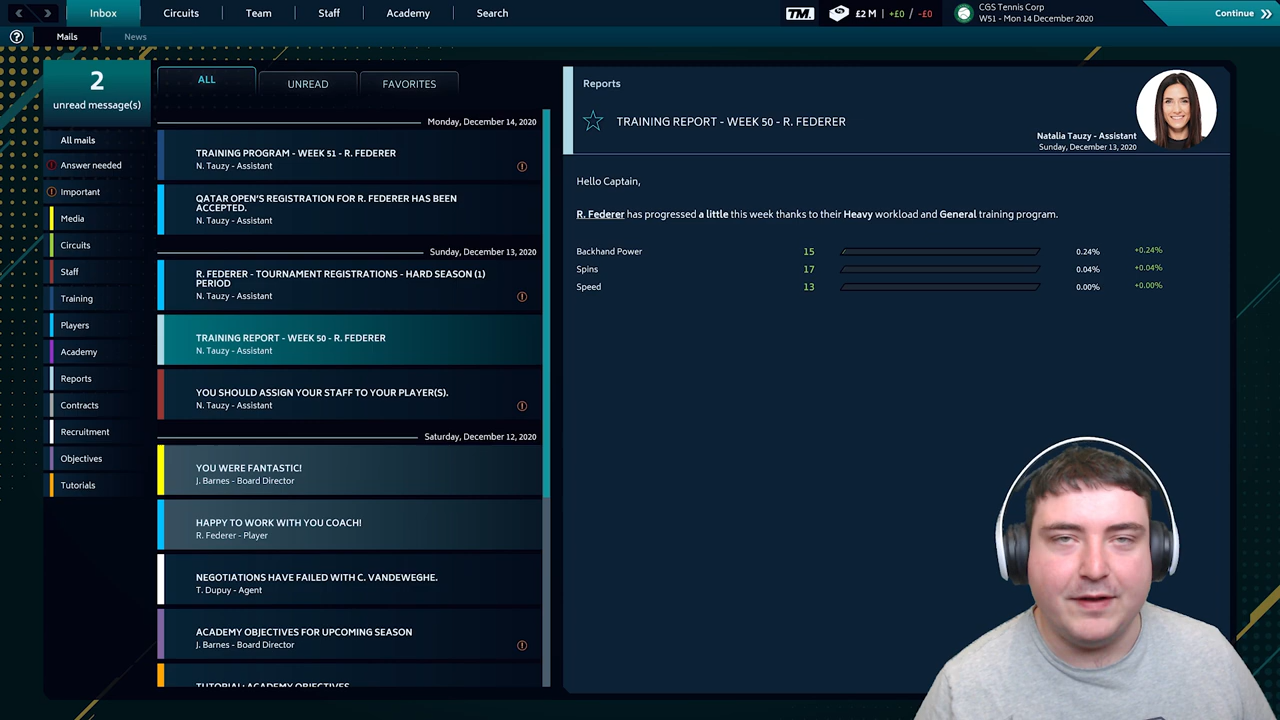 Inbox
Circuits
Team
Staff
Academy
Search
TM.
£2 M | +£0 / -£0
CGS Tennis Corp
W51 - Mon 14 December 2020
Continue
Mails
News
2
unread message(s)
All mails
Answer needed
Important
Media
Circuits
Staff
Training
Players
Academy
Reports
Contracts
Recruitment
Objectives
Tutorials
ALL
UNREAD
FAVORITES
Monday, December 14, 2020
TRAINING PROGRAM - WEEK 51 - R. FEDERER
N. Tauzy - Assistant
QATAR OPEN'S REGISTRATION FOR R. FEDERER HAS BEEN
ACCEPTED.
N. Tauzy - Assistant
Sunday, December 13, 2020
R. FEDERER - TOURNAMENT REGISTRATIONS - HARD SEASON (1)
PERIOD
N. Tauzy - Assistant
TRAINING REPORT - WEEK 50 - R. FEDERER
N. Tauzy - Assistant
YOU SHOULD ASSIGN YOUR STAFF TO YOUR PLAYER(S).
N. Tauzy - Assistant
Saturday, December 12, 2020
YOU WERE FANTASTIC!
J. Barnes - Board Director
HAPPY TO WORK WITH YOU COACH!
R. Federer - Player
NEGOTIATIONS HAVE FAILED WITH C. VANDEWEGHE.
T. Dupuy - Agent
ACADEMY OBJECTIVES FOR UPCOMING SEASON
J. Barnes - Board Director
TUTORIAL: ACADEMY OBJECTIVES
Reports
TRAINING REPORT - WEEK 50 - R. FEDERER
Natalia Tauzy - Assistant
Sunday, December 13, 2020
Hello Captain,
R. Federer has progressed a little this week thanks to their Heavy workload and General training program.
Backhand Power 15 0.24% +0.24%
Spins 17 0.04% +0.04%
Speed 13 0.00% +0.00%